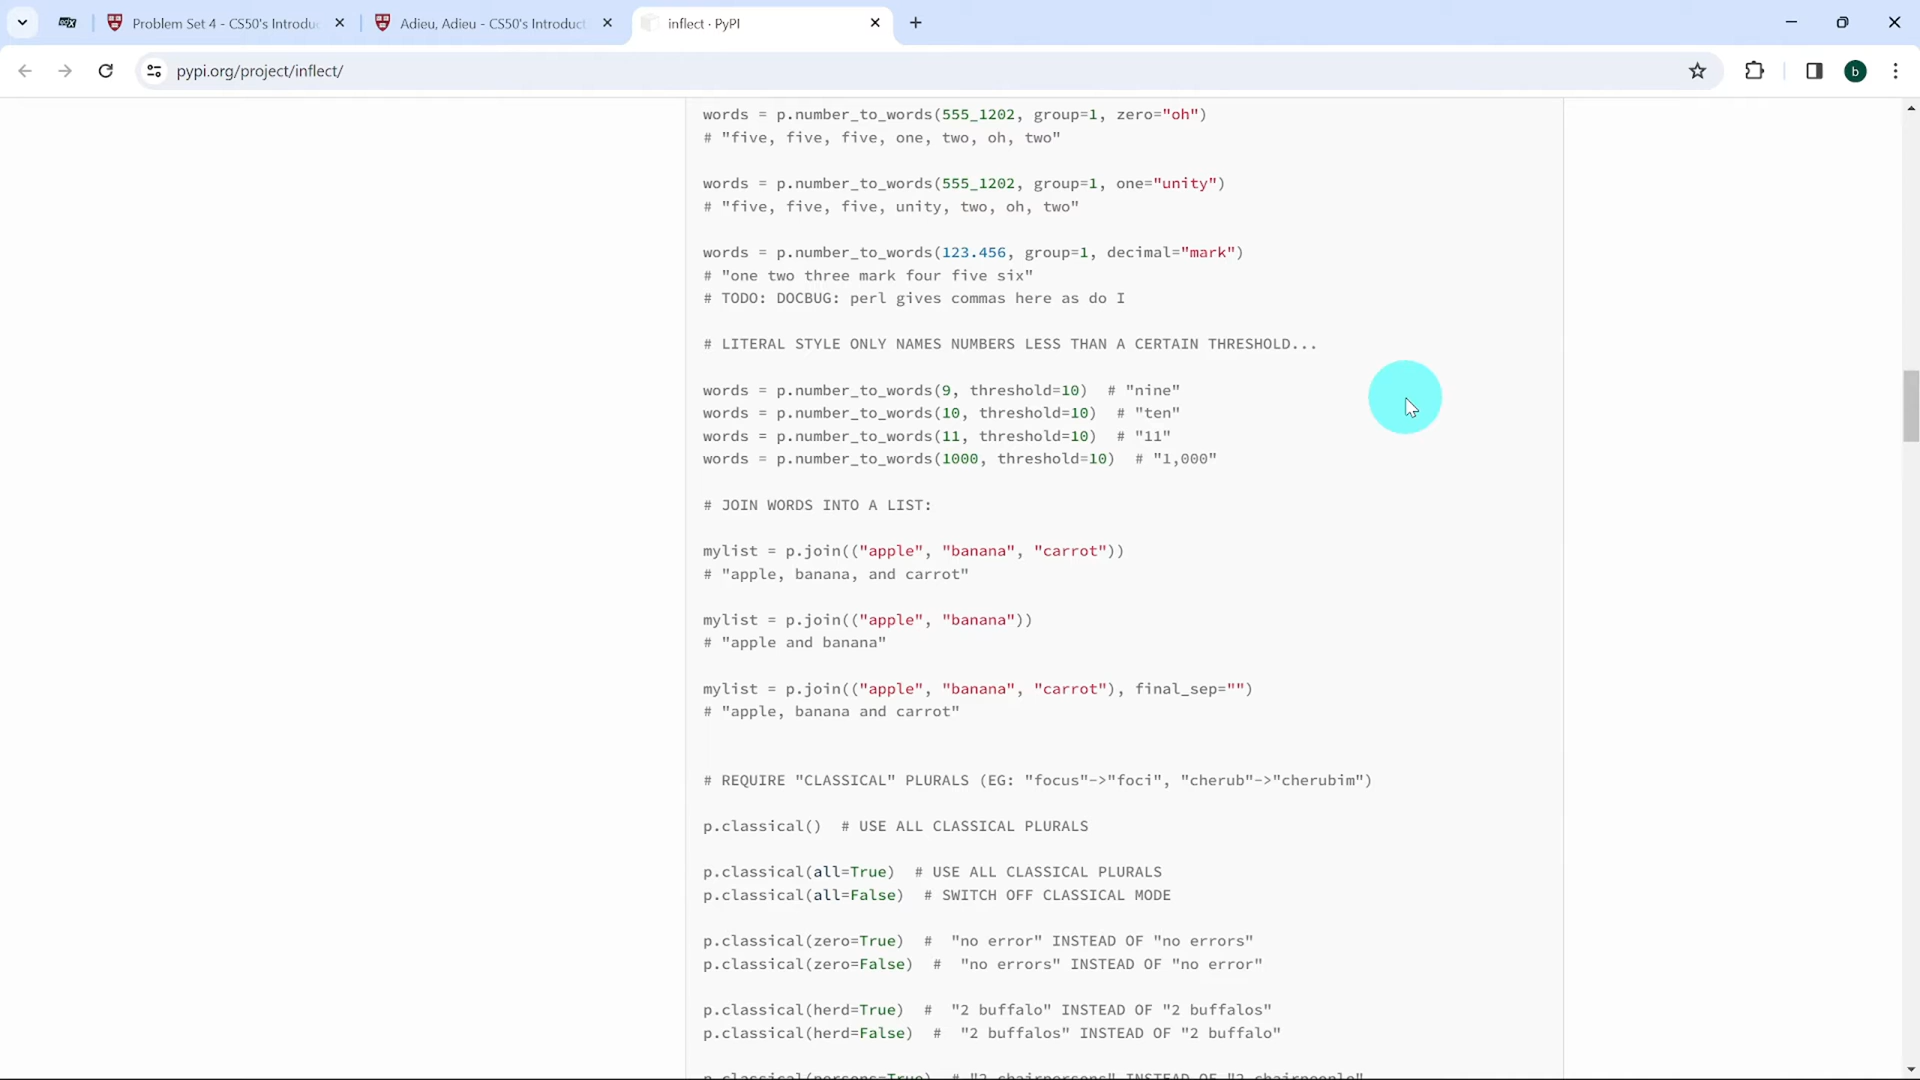 Problem Set 4 - CS50's Introduc
Adieu, Adieu - CS50's Introduct
inflect · PyPI
pypi.org/project/inflect/
b
words = p.number_to_words(555_1202, group=1, zero="oh")
# "five, five, five, one, two, oh, two"
words = p.number_to_words(555_1202, group=1, one="unity")
# "five, five, five, unity, two, oh, two"
words = p.number_to_words(123.456, group=1, decimal="mark")
# "one two three mark four five six"
# TODO: DOCBUG: perl gives commas here as do I
# LITERAL STYLE ONLY NAMES NUMBERS LESS THAN A CERTAIN THRESHOLD...
words = p.number_to_words(9, threshold=10)  # "nine"
words = p.number_to_words(10, threshold=10)  # "ten"
words = p.number_to_words(11, threshold=10)  # "11"
words = p.number_to_words(1000, threshold=10)  # "1,000"
# JOIN WORDS INTO A LIST:
mylist = p.join(("apple", "banana", "carrot"))
# "apple, banana, and carrot"
mylist = p.join(("apple", "banana"))
# "apple and banana"
mylist = p.join(("apple", "banana", "carrot"), final_sep="")
# "apple, banana and carrot"
# REQUIRE "CLASSICAL" PLURALS (EG: "focus"->"foci", "cherub"->"cherubim")
p.classical()  # USE ALL CLASSICAL PLURALS
p.classical(all=True)  # USE ALL CLASSICAL PLURALS
p.classical(all=False)  # SWITCH OFF CLASSICAL MODE
p.classical(zero=True)  #  "no error" INSTEAD OF "no errors"
p.classical(zero=False)  #  "no errors" INSTEAD OF "no error"
p.classical(herd=True)  #  "2 buffalo" INSTEAD OF "2 buffalos"
p.classical(herd=False)  #  "2 buffalos" INSTEAD OF "2 buffalo"
p.classical(persons=True)  # "2 chairpersons" INSTEAD OF "2 chairpeople"